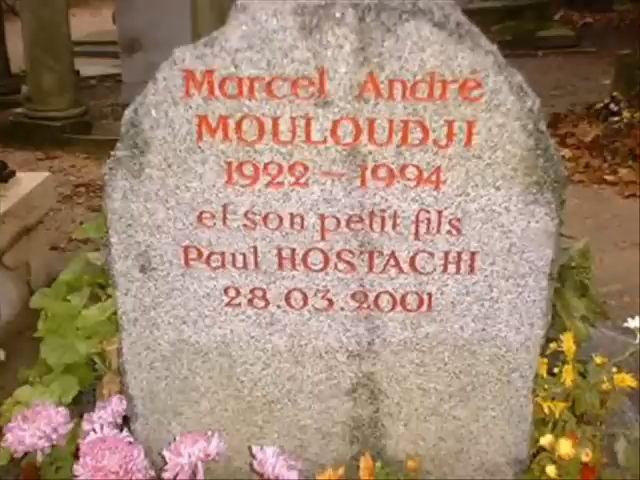 Marcel André
MOULOUDJI
1922 - 1994
et son petit fils
Paul HOSTACHI
28.03.2001